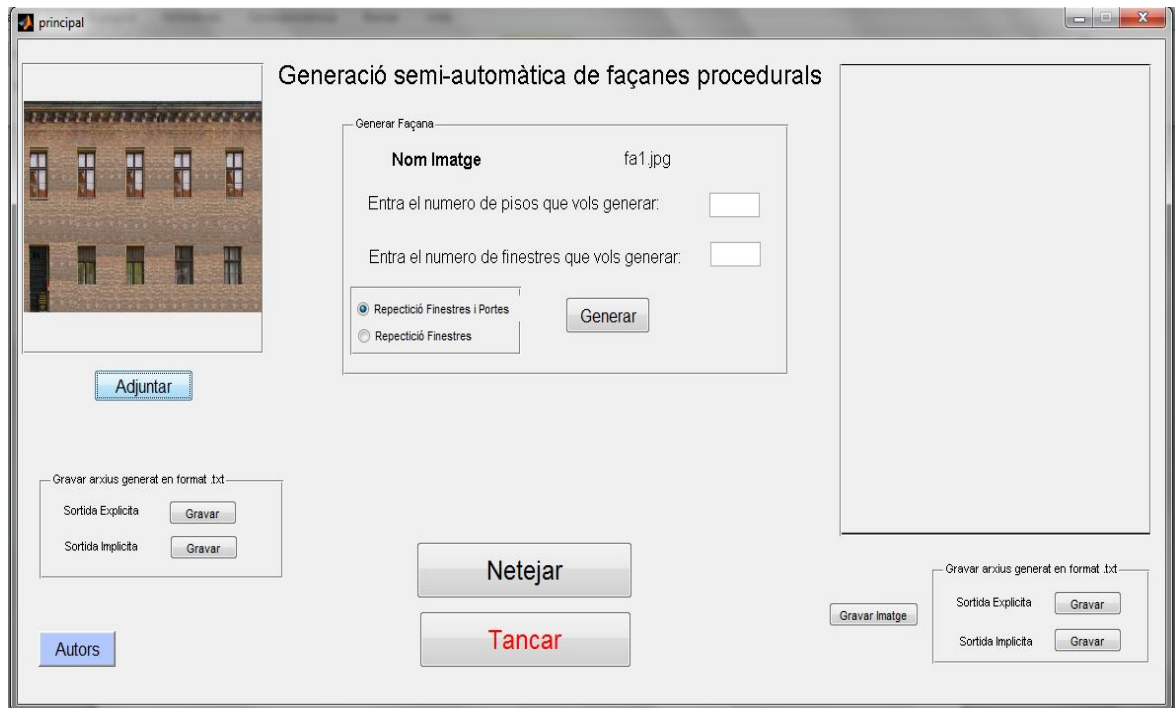 principal
Generació semi-automàtica de façanes procedurals
Generar Façana
Nom Imatge fa1.jpg
Entra el numero de pisos que vols generar:
Entra el numero de finestres que vols generar:
Repectició Finestres i Portes
Repectició Finestres
Generar
Adjuntar
Gravar arxius generat en format .txt
Sortida Explicita Gravar
Sortida Implicita Gravar
Netejar
Tancar
Autors
Gravar Imatge
Gravar arxius generat en format .txt
Sortida Explicita Gravar
Sortida Implicita Gravar